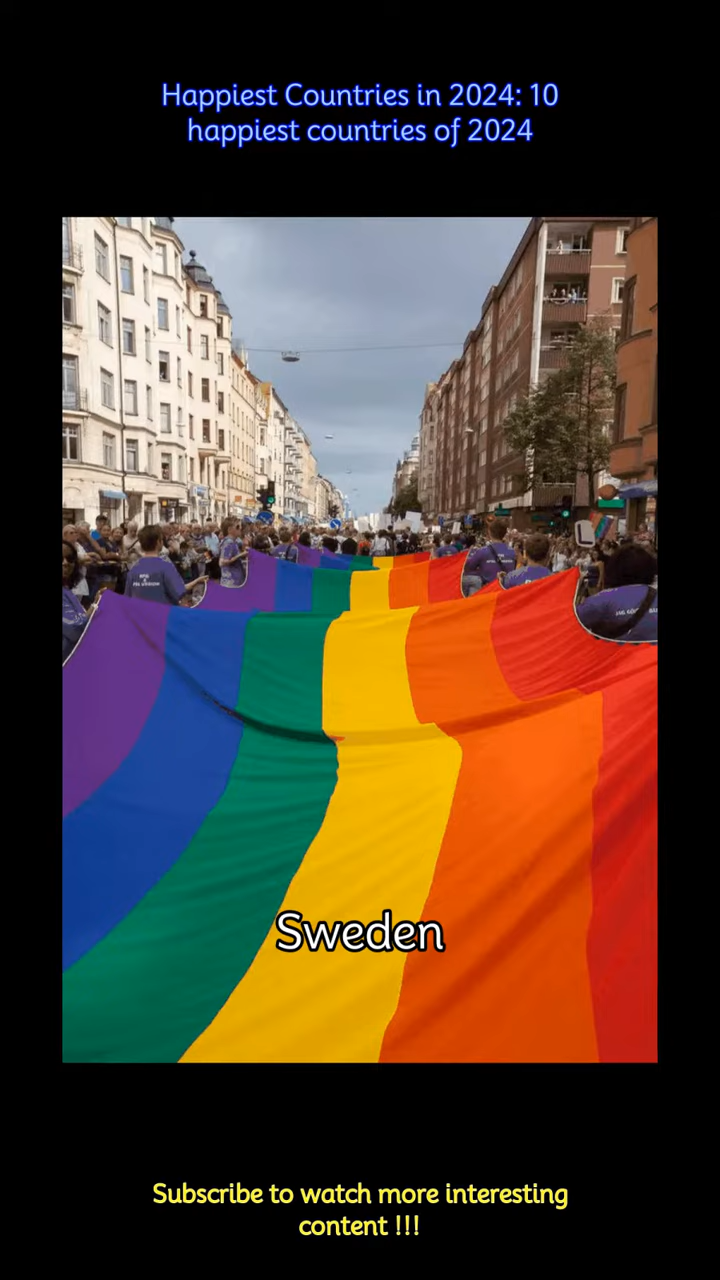 Happiest Countries in 2024: 10
happiest countries of 2024
Sweden
Subscribe to watch more interesting
content !!!